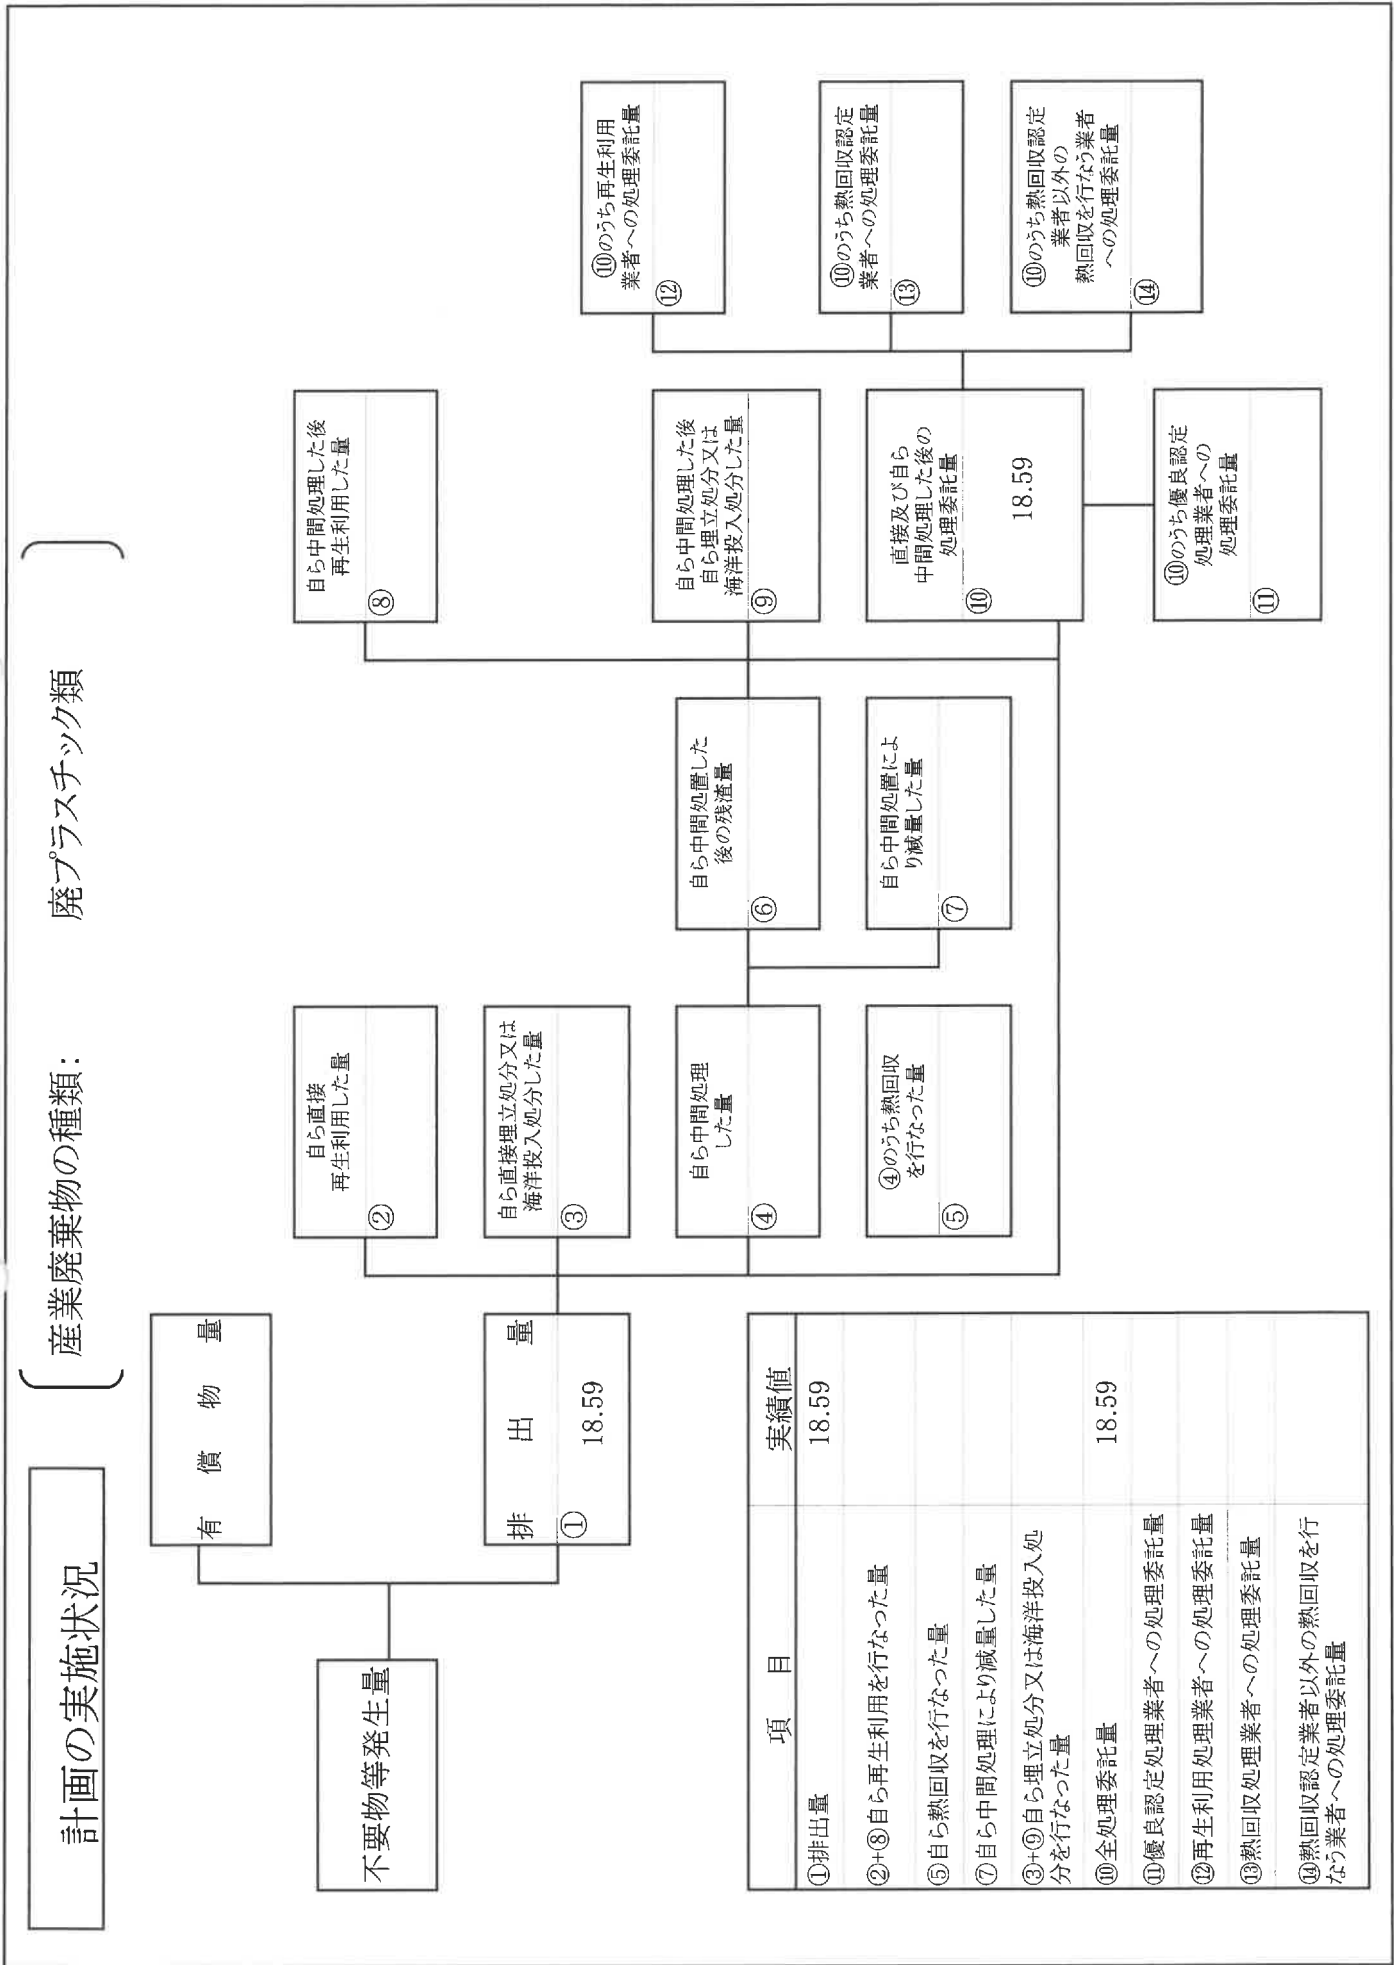 計画の実施状況
産業廃棄物の種類： 廃プラスチック類
不要物等発生量
有 償 物 量
排 出 量
①
18.59
自ら直接
再生利用した量
②
自ら直接埋立処分又は
海洋投入処分した量
③
自ら中間処理
した量
④
④のうち熱回収
を行なった量
⑤
自ら中間処置した
後の残渣量
⑥
自ら中間処置によ
り減量した量
⑦
自ら中間処理した後
再生利用した量
⑧
自ら中間処理した後
自ら埋立処分又は
海洋投入処分した量
⑨
直接及び自ら
中間処理した後の
処理委託量
⑩
18.59
⑩のうち優良認定
処理業者への
処理委託量
⑪
⑩のうち再生利用
業者への処理委託量
⑫
⑩のうち熱回収認定
業者への処理委託量
⑬
⑩のうち熱回収認定
業者以外の
熱回収を行なう業者
への処理委託量
⑭
項 目 実績値
①排出量 18.59
②+⑧自ら再生利用を行なった量
⑤自ら熱回収を行なった量
⑦自ら中間処理により減量した量
③+⑨自ら埋立処分又は海洋投入処
分を行なった量
⑩全処理委託量 18.59
⑪優良認定処理業者への処理委託量
⑫再生利用処理業者への処理委託量
⑬熱回収処理業者への処理委託量
⑭熱回収認定業者以外の熱回収を行
なう業者への処理委託量